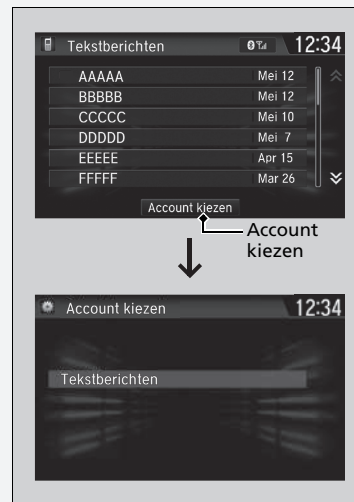 Tekstberichten 12:34
AAAAA Mei 12
BBBBB Mei 12
CCCCC Mei 10
DDDDD Mei 7
EEEEE Apr 15
FFFFF Mar 26
Account kiezen
Account
kiezen
Account kiezen 12:34
Tekstberichten